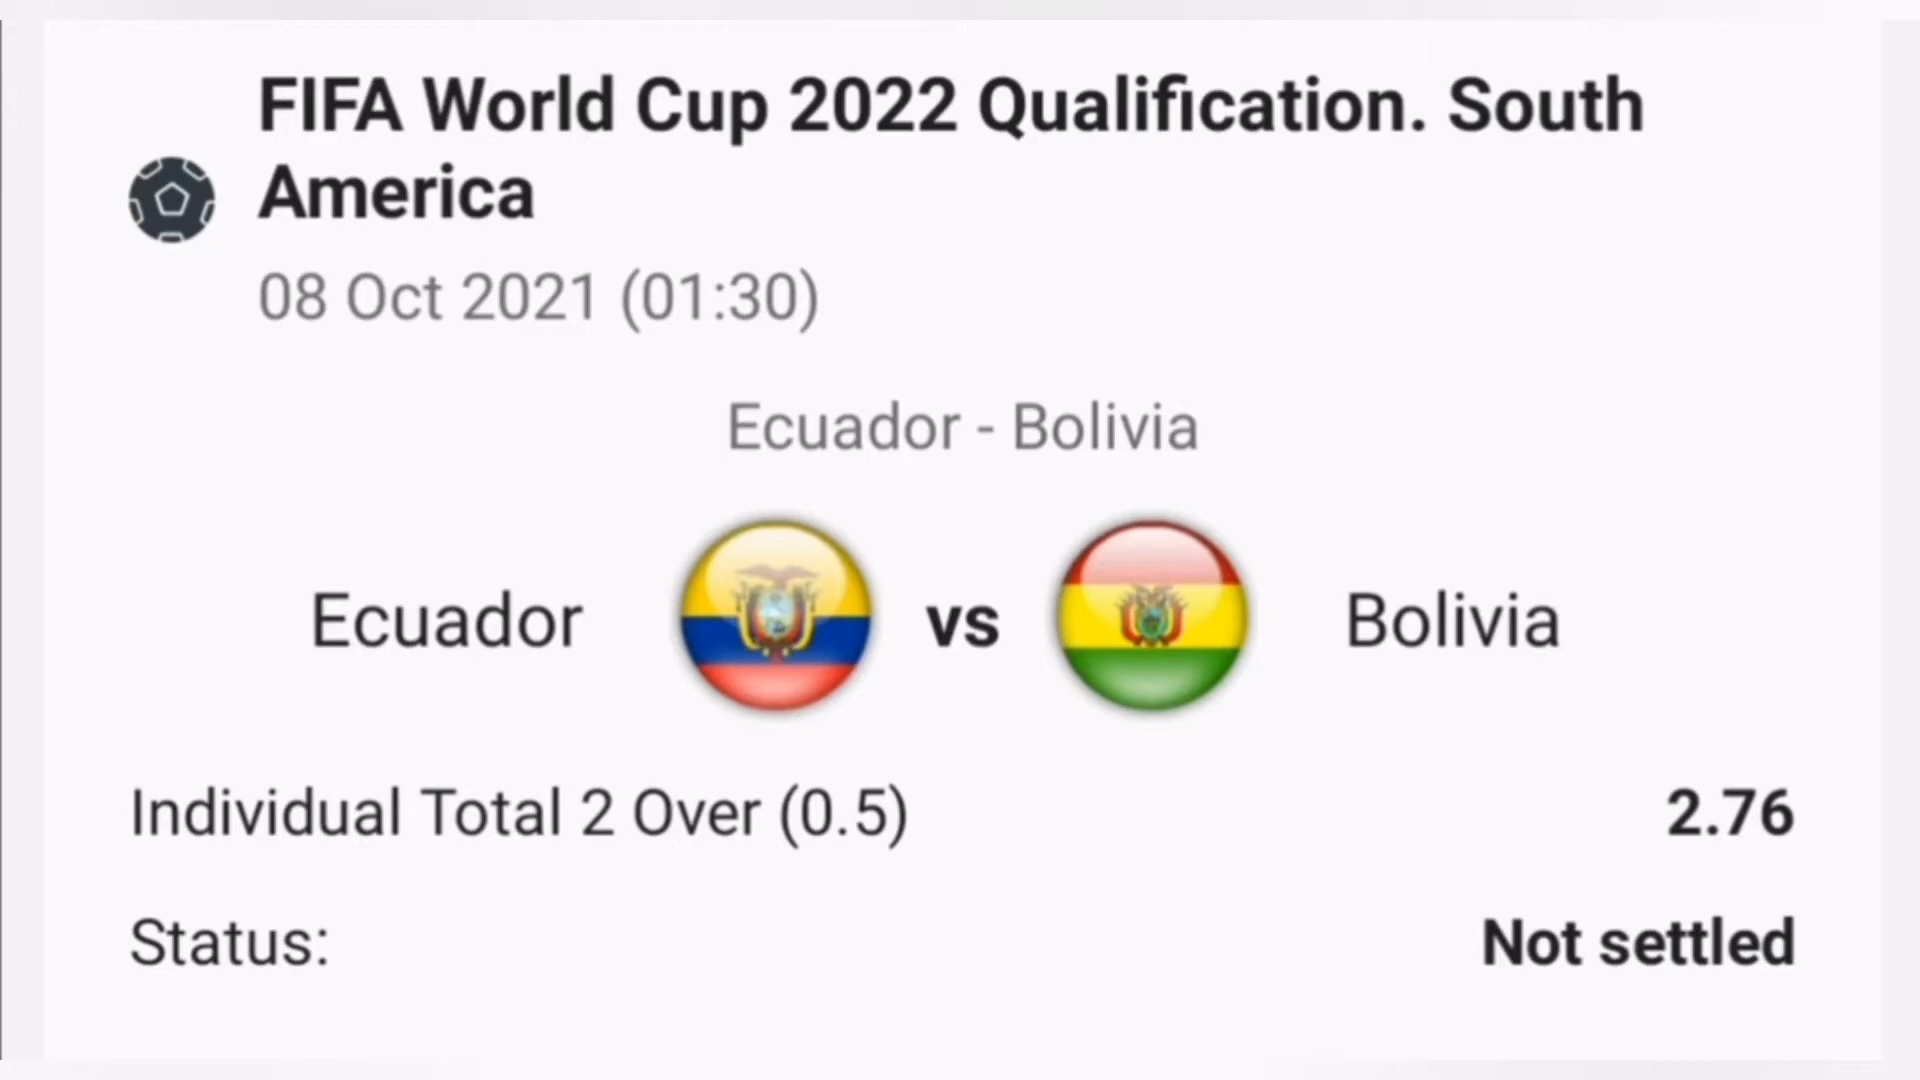 FIFA World Cup 2022 Qualification. South
America
08 Oct 2021 (01:30)
Ecuador - Bolivia
Ecuador vs Bolivia
Individual Total 2 Over (0.5) 2.76
Status: Not settled